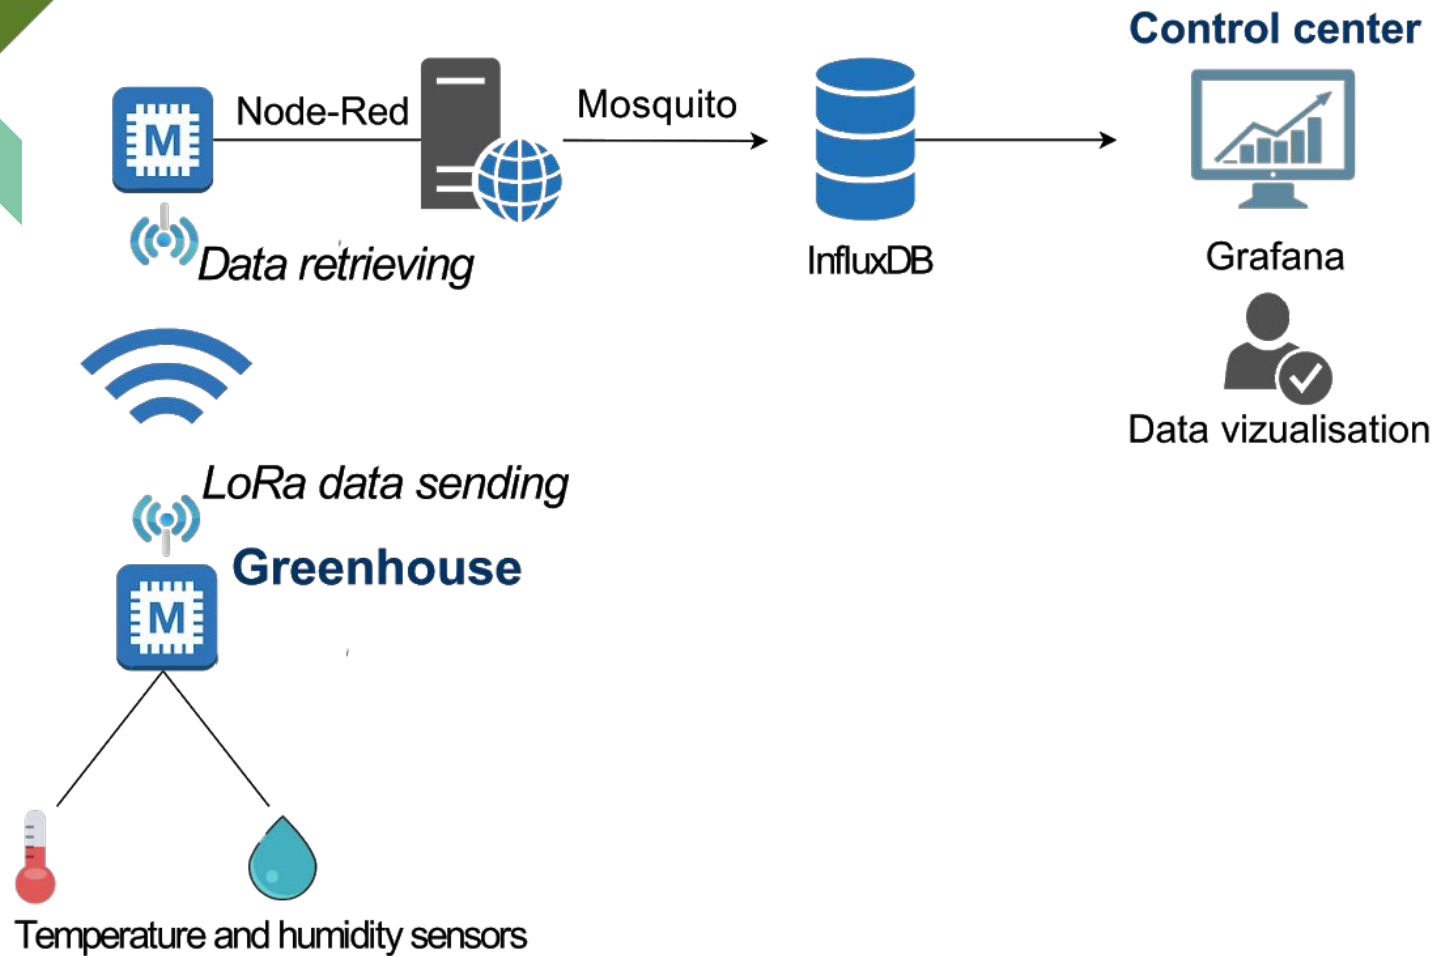 Control center
Node-Red
Mosquito
M
Data retrieving
InfluxDB
Grafana
Data vizualisation
LoRa data sending
Greenhouse
M
Temperature and humidity sensors